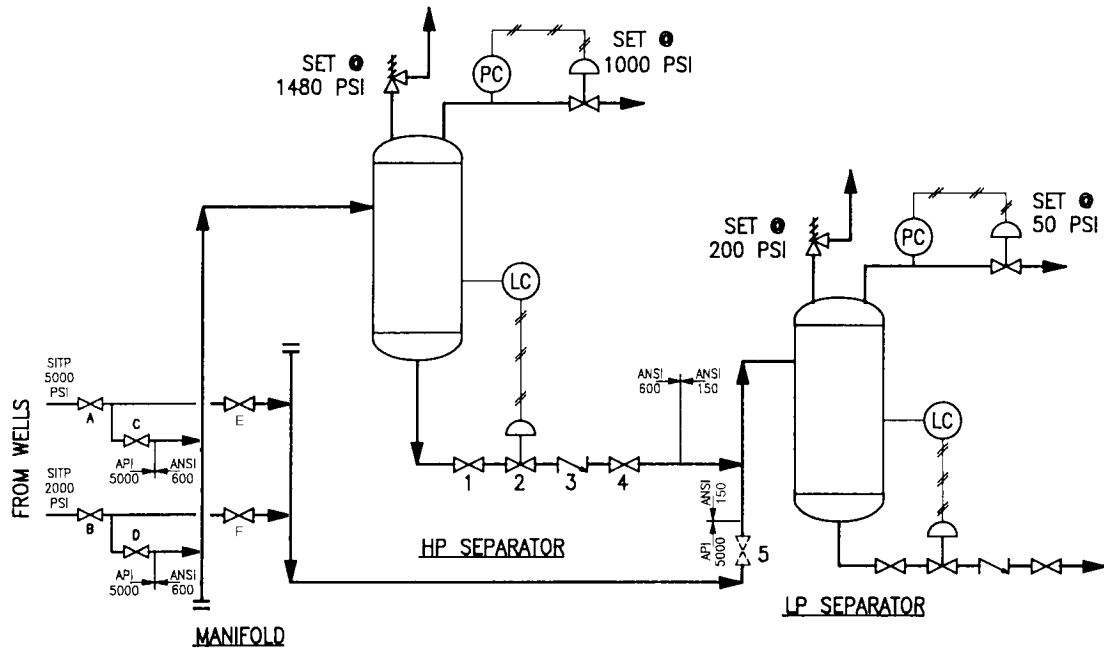 SET @
1480 PSI
PC
SET @
1000 PSI
SET @
200 PSI
PC
SET @
50 PSI
LC
LC
FROM WELLS
SITP
5000
PSI
A
C
E
API
5000
ANSI
600
SITP
2000
PSI
B
D
F
API
5000
ANSI
600
ANSI
600
ANSI
150
1
2
3
4
ANSI
150
API
5000
5
HP SEPARATOR
LP SEPARATOR
MANIFOLD